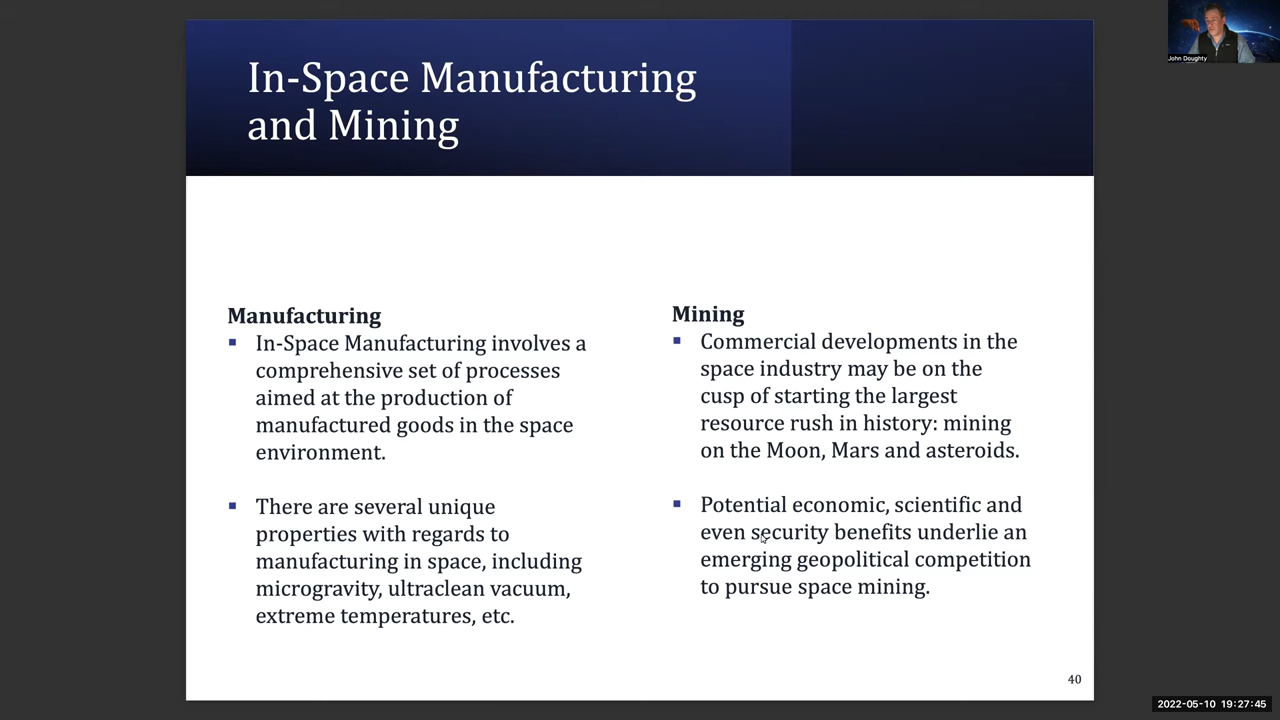 In-Space Manufacturing
and Mining
John Doughty
Manufacturing
In-Space Manufacturing involves a
comprehensive set of processes
aimed at the production of
manufactured goods in the space
environment.
There are several unique
properties with regards to
manufacturing in space, including
microgravity, ultraclean vacuum,
extreme temperatures, etc.
Mining
Commercial developments in the
space industry may be on the
cusp of starting the largest
resource rush in history: mining
on the Moon, Mars and asteroids.
Potential economic, scientific and
even security benefits underlie an
emerging geopolitical competition
to pursue space mining.
40
2022-05-10 19:27:45